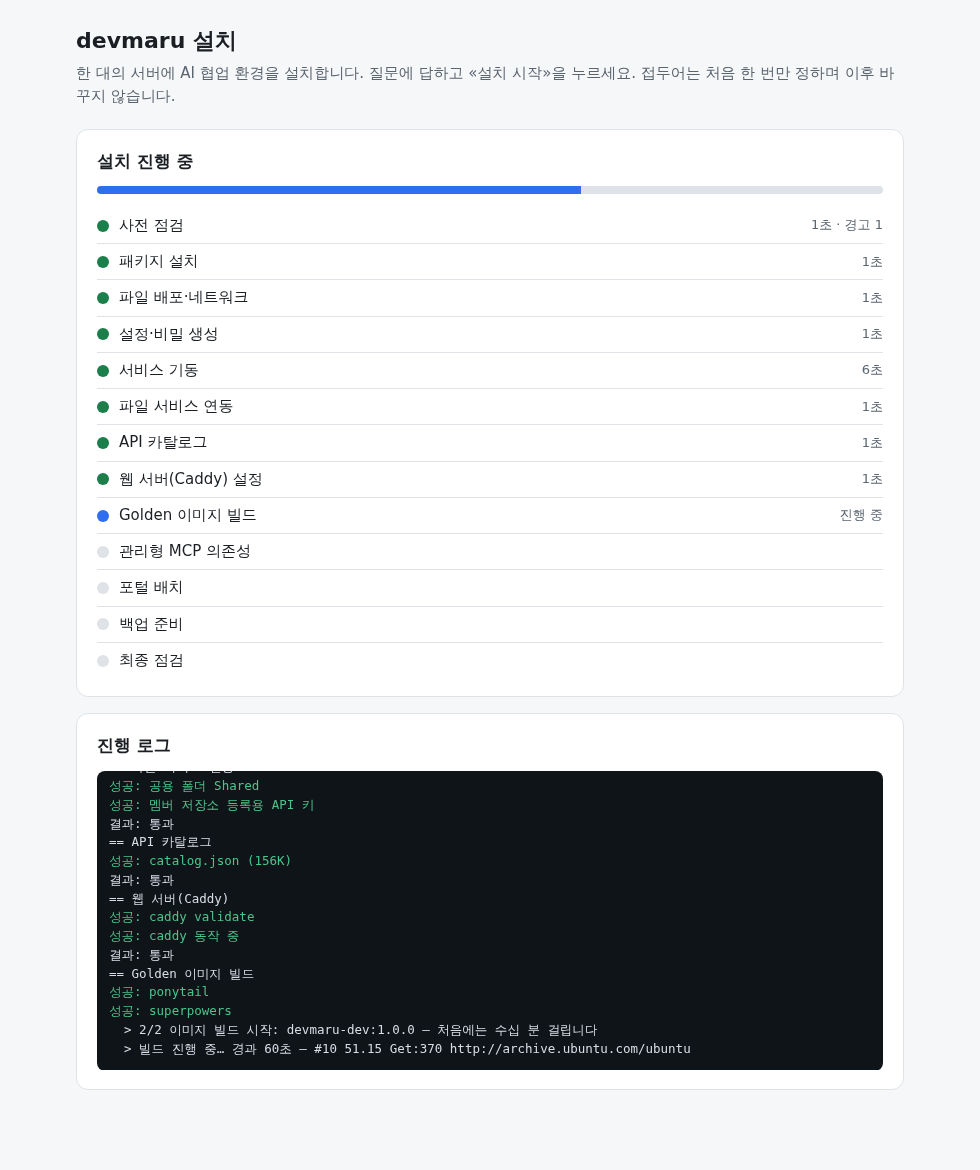 devmaru 설치
한 대의 서버에 AI 협업 환경을 설치합니다. 질문에 답하고 «설치 시작»을 누르세요. 접두어는 처음 한 번만 정하며 이후 바
꾸지 않습니다.
설치 진행 중
사전 점검 1초 · 경고 1
패키지 설치 1초
파일 배포·네트워크 1초
설정·비밀 생성 1초
서비스 기동 6초
파일 서비스 연동 1초
API 카탈로그 1초
웹 서버(Caddy) 설정 1초
Golden 이미지 빌드 진행 중
관리형 MCP 의존성
포털 배치
백업 준비
최종 점검
진행 로그
성공: 공용 폴더 Shared
성공: 멤버 저장소 등록용 API 키
결과: 통과
== API 카탈로그
성공: catalog.json (156K)
결과: 통과
== 웹 서버(Caddy)
성공: caddy validate
성공: caddy 동작 중
결과: 통과
== Golden 이미지 빌드
성공: ponytail
성공: superpowers
> 2/2 이미지 빌드 시작: devmaru-dev:1.0.0 — 처음에는 수십 분 걸립니다
> 빌드 진행 중… 경과 60초 — #10 51.15 Get:370 http://archive.ubuntu.com/ubuntu